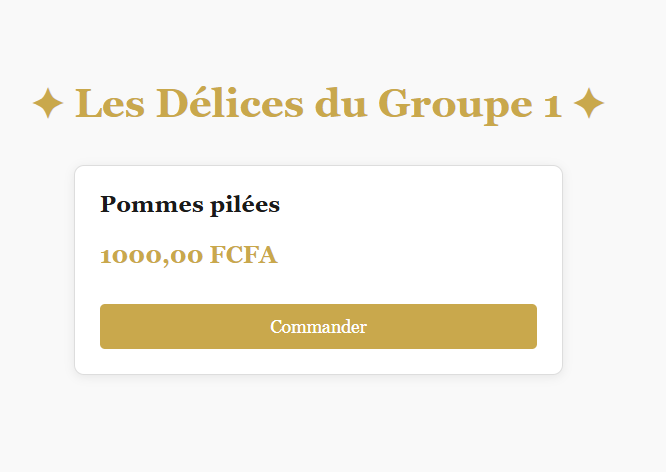 ✦ Les Délices du Groupe 1 ✦
Pommes pilées
1000,00 FCFA
Commander